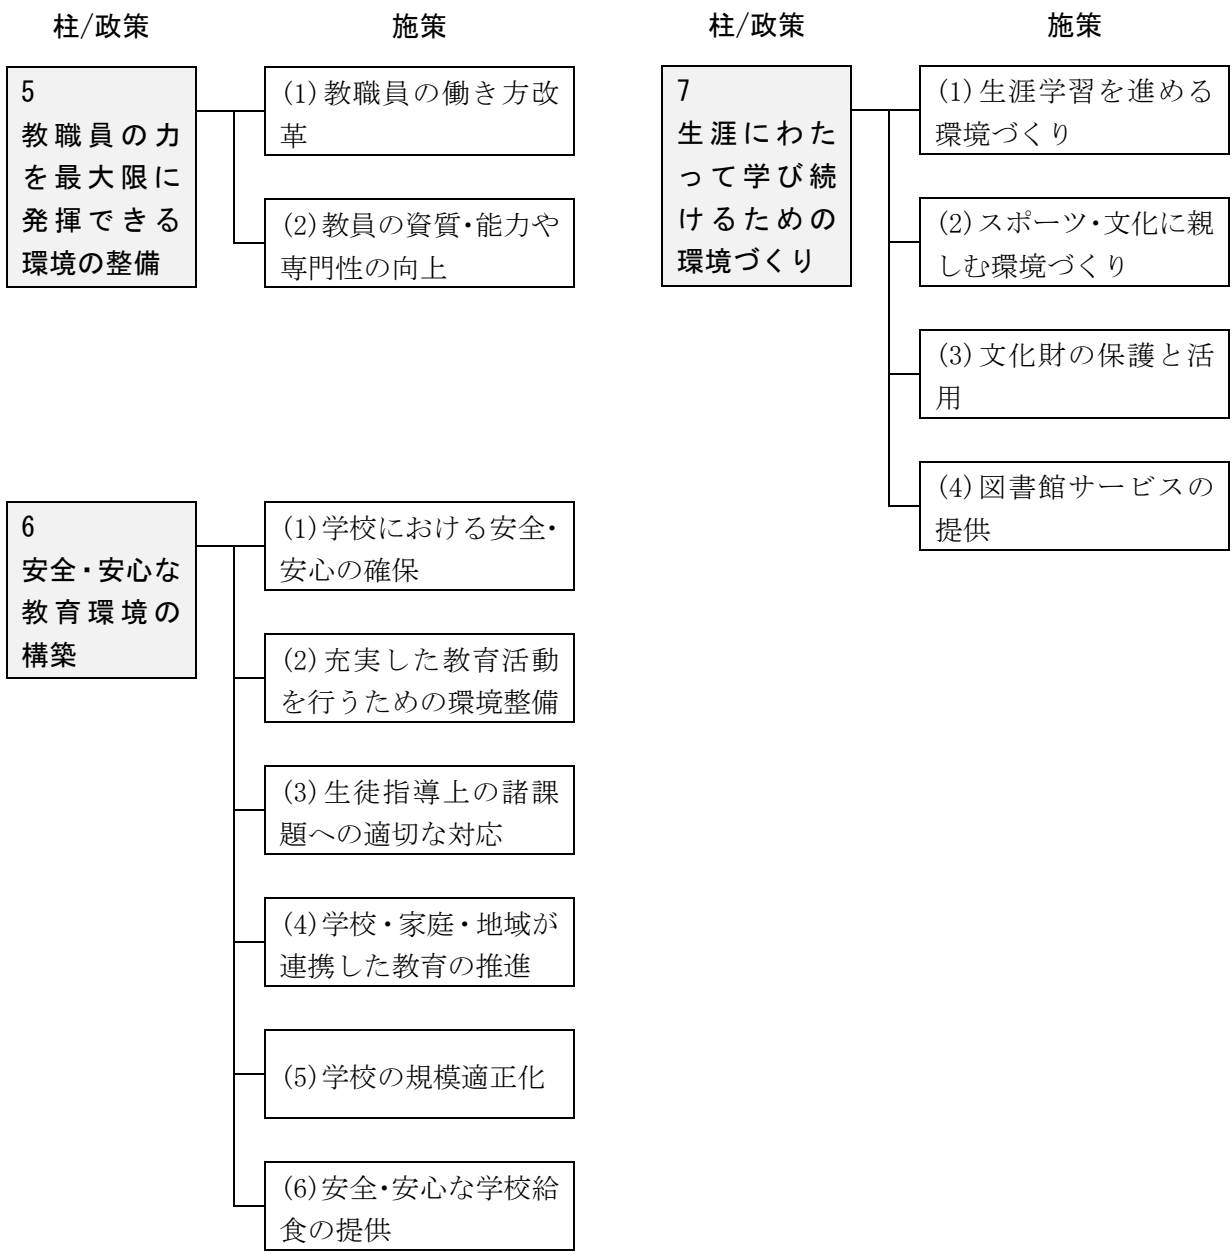 柱/政策
施策
5
教職員の力
を最大限に
発揮できる
環境の整備
(1)教職員の働き方改
革
(2)教員の資質・能力や
専門性の向上
6
安全・安心な
教育環境の
構築
(1)学校における安全・
安心の確保
(2)充実した教育活動
を行うための環境整備
(3)生徒指導上の諸課
題への適切な対応
(4)学校・家庭・地域が
連携した教育の推進
(5)学校の規模適正化
(6)安全・安心な学校給
食の提供
柱/政策
施策
7
生涯にわた
って学び続
けるための
環境づくり
(1)生涯学習を進める
環境づくり
(2)スポーツ・文化に親
しむ環境づくり
(3)文化財の保護と活
用
(4)図書館サービスの
提供